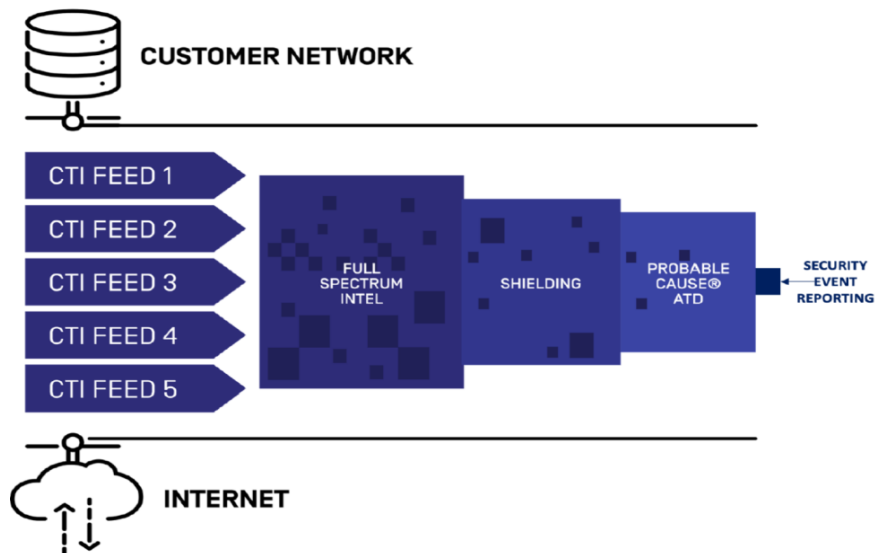 CUSTOMER NETWORK
CTI FEED 1
CTI FEED 2
CTI FEED 3
CTI FEED 4
CTI FEED 5
FULL
SPECTRUM
INTEL
SHIELDING
PROBABLE
CAUSE®
ATD
SECURITY
EVENT
REPORTING
INTERNET